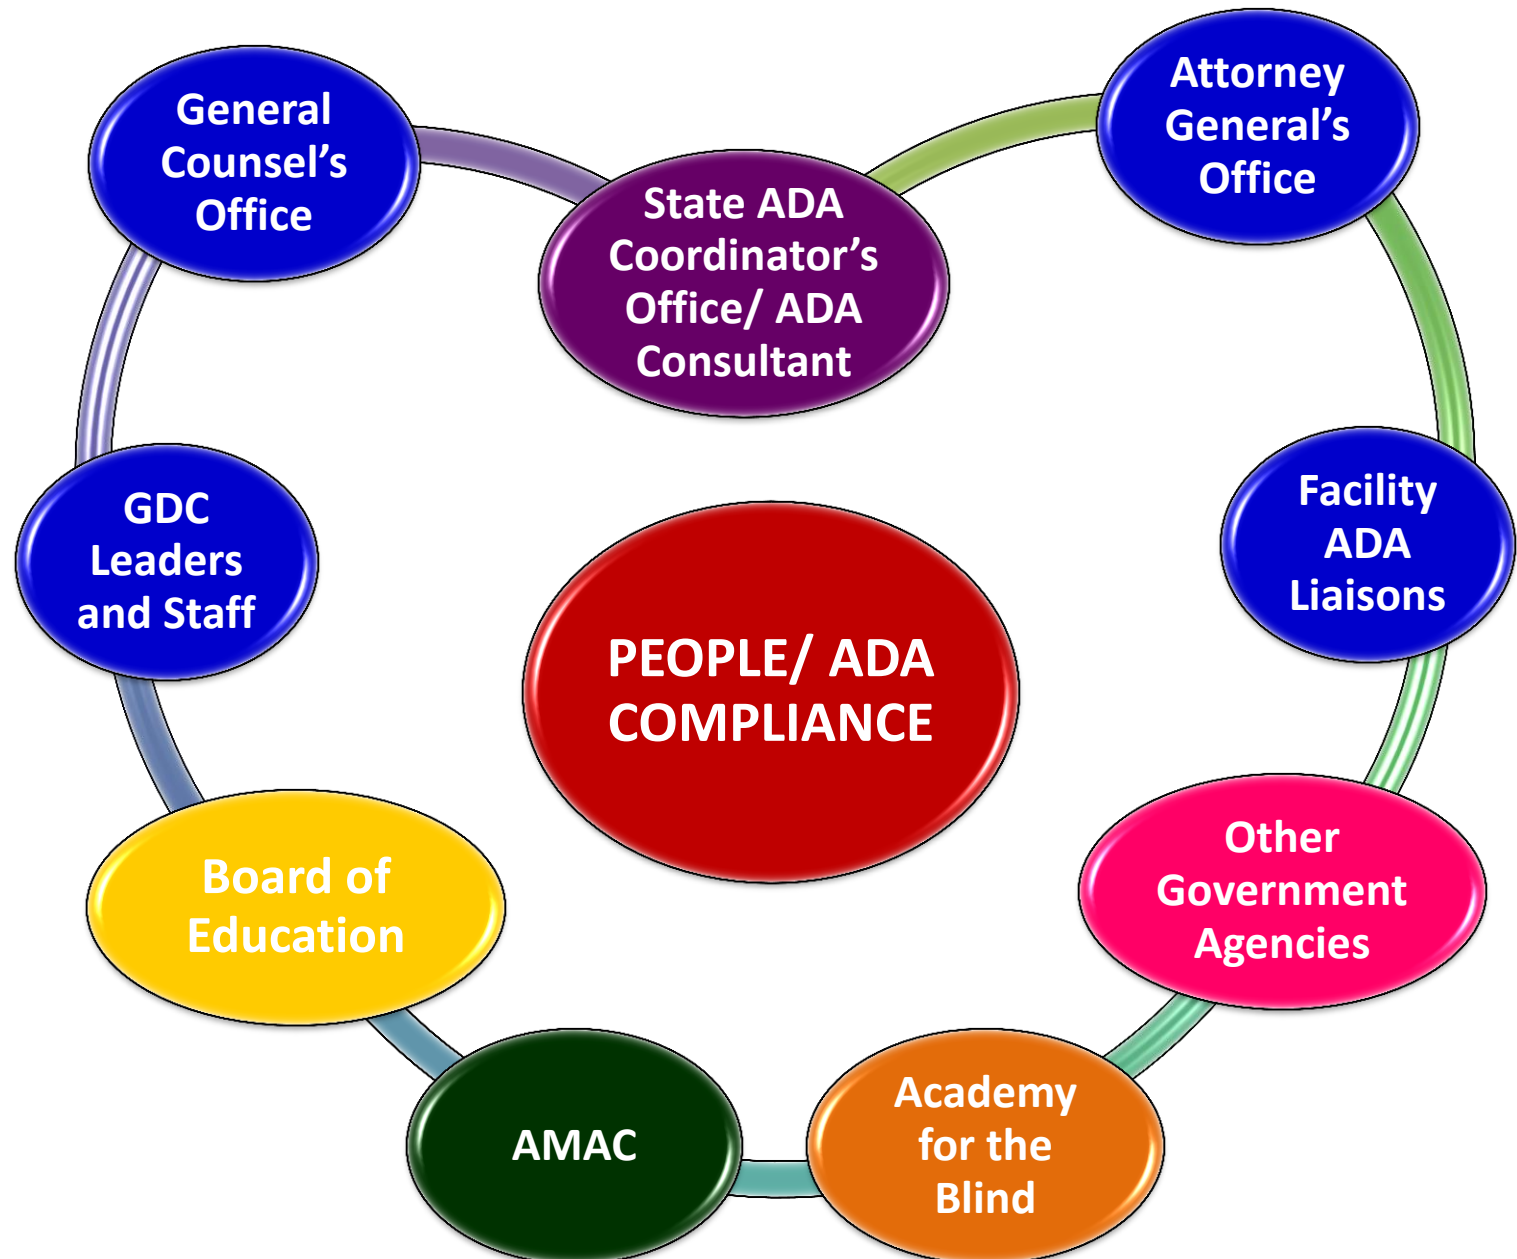 General
Counsel’s
Office
State ADA
Coordinator’s
Office/ ADA
Consultant
Attorney
General’s
Office
GDC
Leaders
and Staff
Facility
ADA
Liaisons
PEOPLE/ ADA
COMPLIANCE
Board of
Education
Other
Government
Agencies
AMAC
Academy
for the
Blind